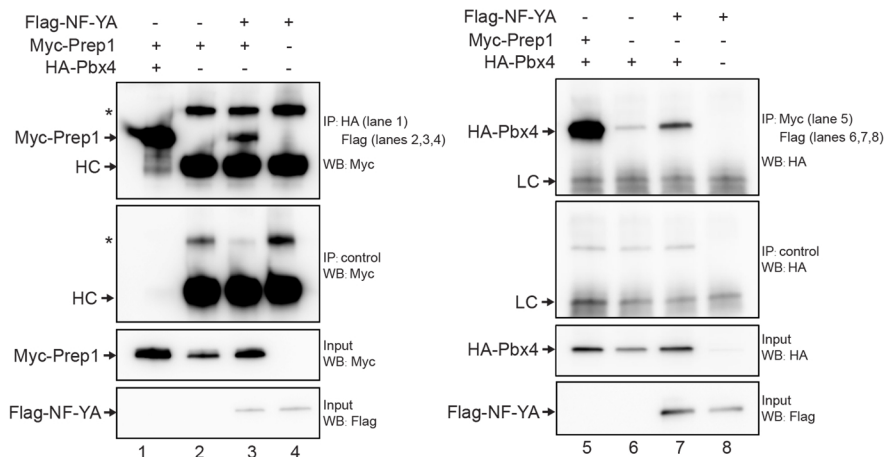 Flag-NF-YA - - + +
Myc-Prep1 + + + -
HA-Pbx4 + - - -
*
Myc-Prep1
HC
IP: HA (lane 1)
Flag (lanes 2,3,4)
WB: Myc
*
HC
IP: control
WB: Myc
Myc-Prep1
Input
WB: Myc
Flag-NF-YA
Input
WB: Flag
1 2 3 4
Flag-NF-YA - - + +
Myc-Prep1 + - - -
HA-Pbx4 + + + -
HA-Pbx4
LC
IP: Myc (lane 5)
Flag (lanes 6,7,8)
WB: HA
LC
IP: control
WB: HA
HA-Pbx4
Input
WB: HA
Flag-NF-YA
Input
WB: Flag
5 6 7 8